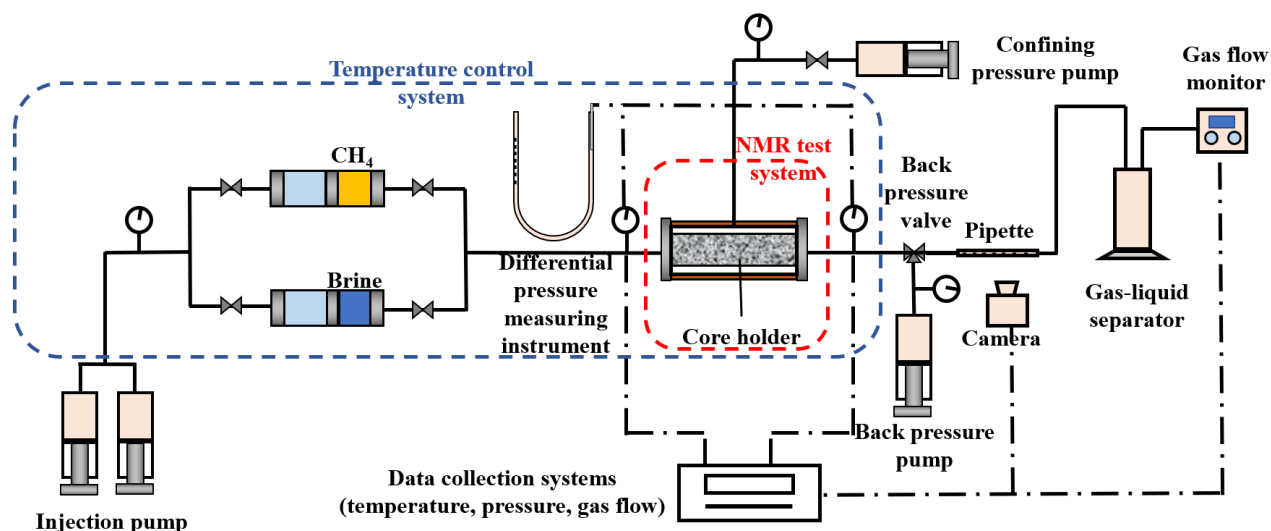 Confining
pressure pump
Gas flow
monitor
Temperature control
system
CH₄
NMR test
system
Back
pressure
valve
Pipette
Brine
Differential
pressure
measuring
instrument
Core holder
Camera
Gas-liquid
separator
Back pressure
pump
Data collection systems
(temperature, pressure, gas flow)
Injection pump